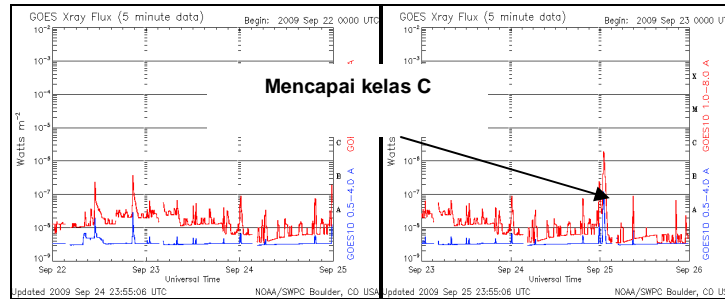 GOES Xray Flux (5 minute data) Begin: 2009 Sep 22 0000 UTC
10-2
10-3
10-4
10-5
10-6
10-7
10-8
10-9
Watts m-2
C
B
A
GOES10 0.5-4.0 A
Sep 22 Sep 23 Sep 24 Sep 25
Universal Time
Updated 2009 Sep 24 23:55:06 UTC NOAA/SWPC Boulder, CO USA
GOES Xray Flux (5 minute data) Begin: 2009 Sep 23 0000 UT
10-2
10-3
10-4
10-5
10-6
10-7
10-8
10-9
Watts m-2
X
M
C
B
A
GOES10 1.0-8.0 A
GOES10 0.5-4.0 A
Sep 23 Sep 24 Sep 25 Sep 26
Universal Time
Updated 2009 Sep 25 23:55:06 UTC NOAA/SWPC Boulder, CO USA
Mencapai kelas C